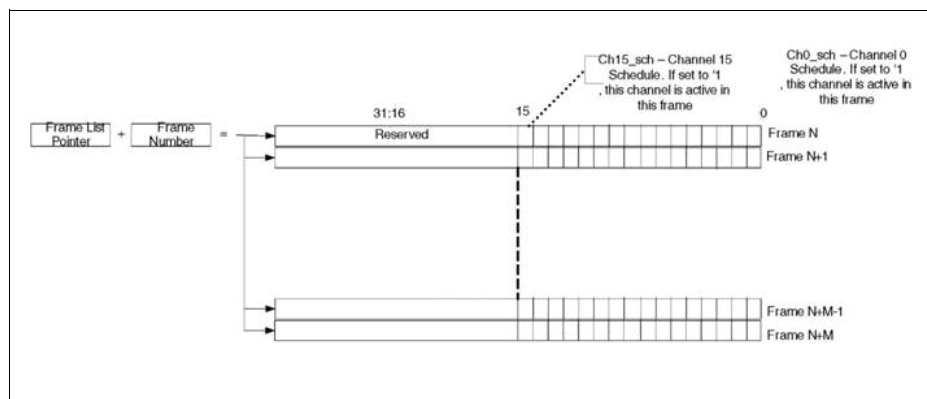 Ch15_sch – Channel 15
Schedule. If set to '1
, this channel is active in
this frame
Ch0_sch – Channel 0
Schedule. If set to '1
, this channel is active in
this frame
31:16
15
0
Frame List
Pointer
+
Frame
Number
=
Reserved
Frame N
Frame N+1
Frame N+M-1
Frame N+M